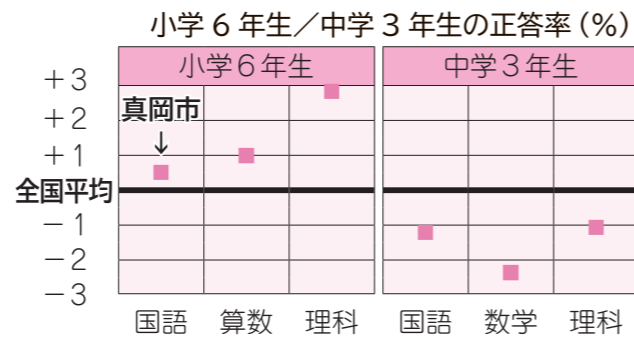 小学6年生／中学3年生の正答率（％）
小学6年生 中学3年生
＋3
＋2
真岡市
↓
＋1
全国平均
－1
－2
－3
国語 算数 理科 国語 数学 理科